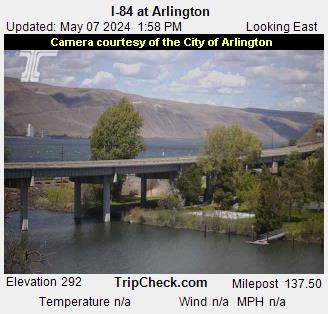 I-84 at Arlington
Updated: May 07 2024 1:58 PM Looking East
Camera courtesy of the City of Arlington
Elevation 292 TripCheck.com Milepost 137.50
Temperature n/a Wind n/a MPH n/a